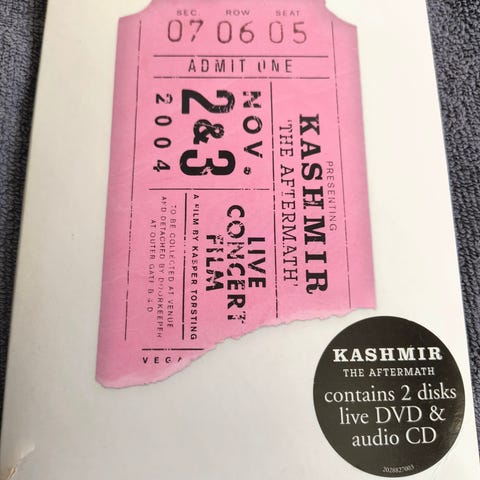 SEC. ROW SEAT
07 06 05
ADMIT ONE
PRESENTING
KASHMIR
'THE AFTERMATH'
NOV.
2&3
2004
LIVE
CONCERT
FILM
A FILM BY KASPER TORSTING
TO BE COLLECTED AT VENUE
AND DETACHED BY DOORKEEPER
AT OUTER GATE B & D
VEGA
KASHMIR
THE AFTERMATH
contains 2 disks
live DVD &
audio CD
2028827003